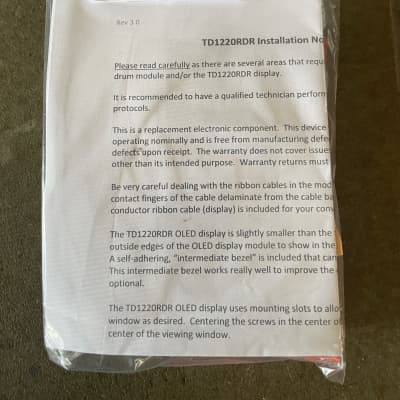 Rev 3.0
TD1220RDR Installation No
Please read carefully as there are several areas that requi
drum module and/or the TD1220RDR display.
It is recommended to have a qualified technician perform
protocols.
This is a replacement electronic component. This device
operating nominally and is free from manufacturing defe
defects upon receipt. The warranty does not cover issues
other than its intended purpose. Warranty returns must
Be very careful dealing with the ribbon cables in the mod
contact fingers of the cable delaminate from the cable ba
conductor ribbon cable (display) is included for your conv
The TD1220RDR OLED display is slightly smaller than the
outside edges of the OLED display module to show in the
A self-adhering, "intermediate bezel" is included that can
This intermediate bezel works really well to improve the
optional.
The TD1220RDR OLED display uses mounting slots to allo
window as desired. Centering the screws in the center of
center of the viewing window.